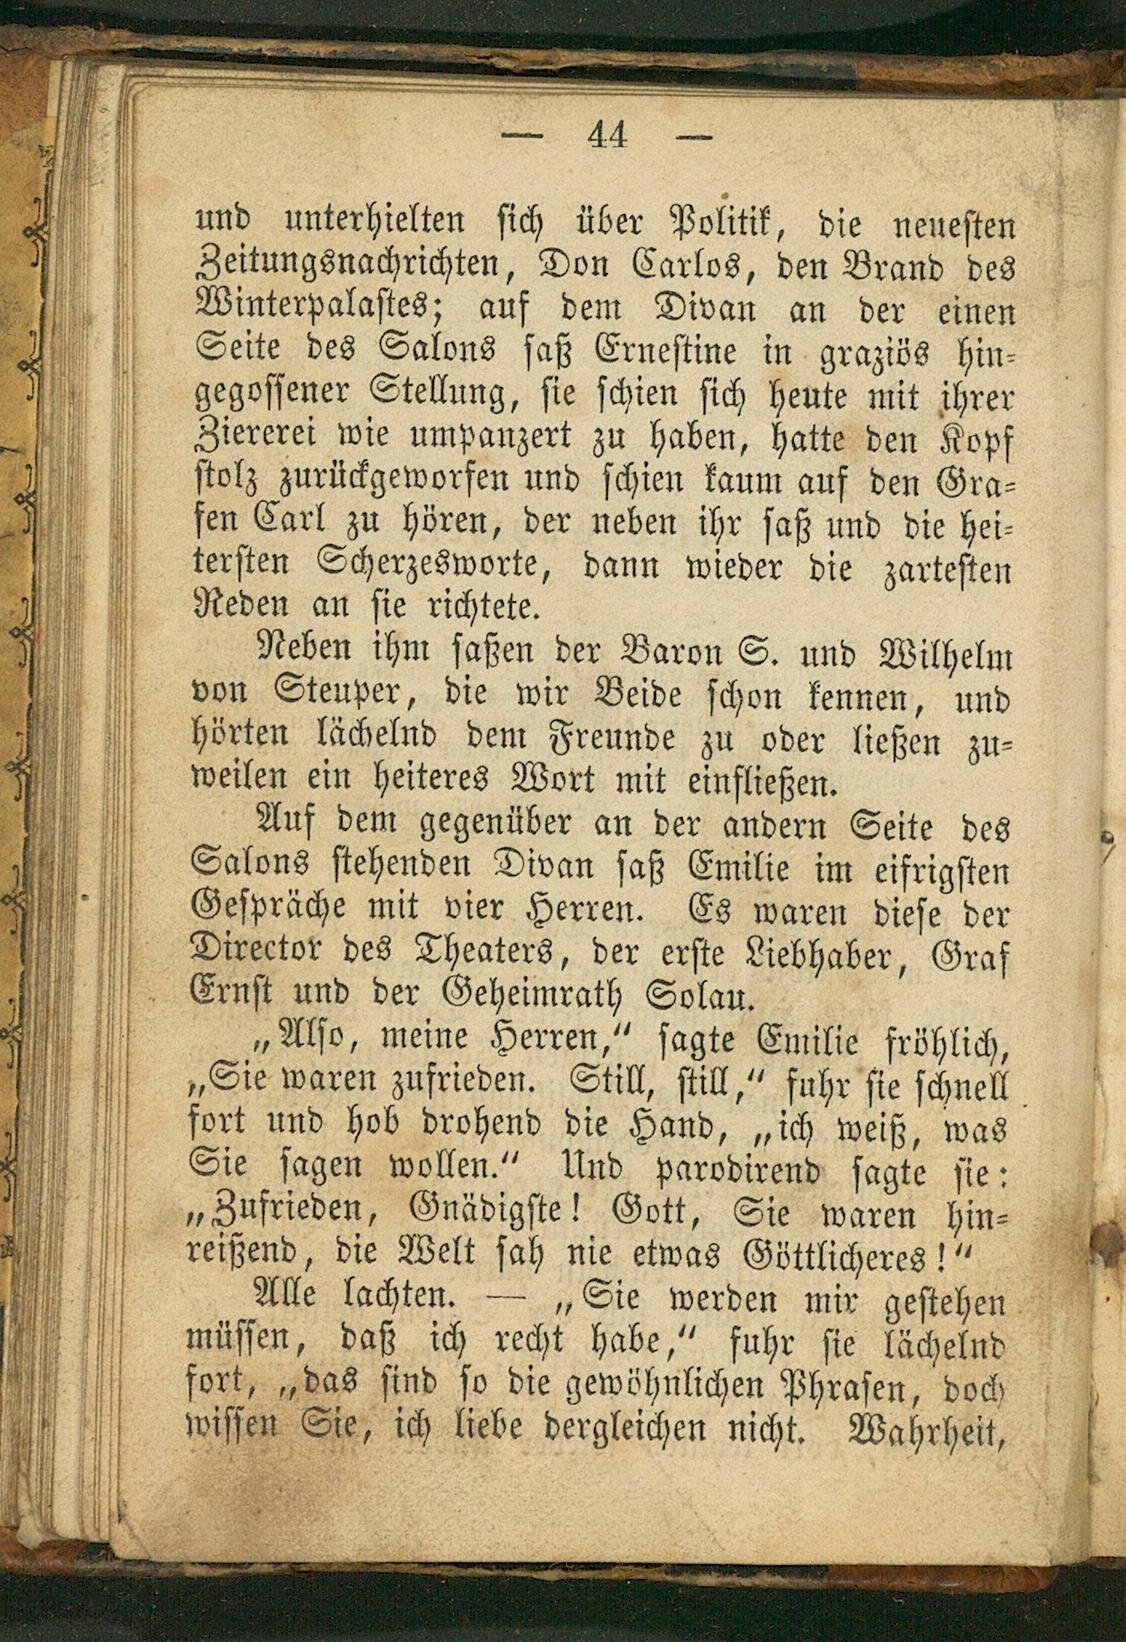 — 44 —
und unterhielten sich über Politik, die neuesten
Zeitungsnachrichten, Don Carlos, den Brand des
Winterpalastes; auf dem Divan an der einen
Seite des Salons saß Ernestine in graziös hin-
gegossener Stellung, sie schien sich heute mit ihrer
Ziererei wie umpanzert zu haben, hatte den Kopf
stolz zurückgeworfen und schien kaum auf den Gra-
fen Carl zu hören, der neben ihr saß und die hei-
tersten Scherzesworte, dann wieder die zartesten
Reden an sie richtete.
Neben ihm saßen der Baron S. und Wilhelm
von Steuper, die wir Beide schon kennen, und
hörten lächelnd dem Freunde zu oder ließen zu-
weilen ein heiteres Wort mit einfließen.
Auf dem gegenüber an der andern Seite des
Salons stehenden Divan saß Emilie im eifrigsten
Gespräche mit vier Herren. Es waren diese der
Director des Theaters, der erste Liebhaber, Graf
Ernst und der Geheimrath Solau.
„Also, meine Herren,“ sagte Emilie fröhlich,
„Sie waren zufrieden. Still, still,“ fuhr sie schnell
fort und hob drohend die Hand, „ich weiß, was
Sie sagen wollen.“ Und parodirend sagte sie:
„Zufrieden, Gnädigste! Gott, Sie waren hin-
reißend, die Welt sah nie etwas Göttlicheres!“
Alle lachten. — „Sie werden mir gestehen
müssen, daß ich recht habe,“ fuhr sie lächelnd
fort, „das sind so die gewöhnlichen Phrasen, doch
wissen Sie, ich liebe dergleichen nicht. Wahrheit,